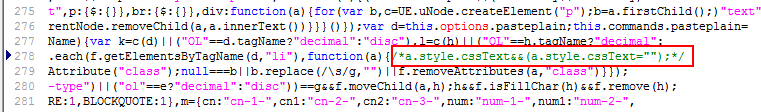 275 t",p:{$:{}},br:{$:{}},div:function(a){for(var b,c=UE.uNode.createElement("p");b=a.firstChild();)"text"
276 rentNode.removeChild(a,a.innerText())}}}()});var d=this.options.pasteplain;this.commands.pasteplain=
277 Name){var k=c(d)||("OL"==d.tagName?"decimal":"disc"),l=c(h)||("OL"==h.tagName?"decimal":
278 .each(f.getElementsByTagName(d,"li"),function(a){/*a.style.cssText&&(a.style.cssText="");*/
279 Attribute("class");null===b||b.replace(/\s/g,"")||f.removeAttributes(a,"class")}});
280 -type")||("ol"==e?"decimal":"disc"))==g&&f.moveChild(a,h);h&&f.isFillChar(h)&&f.remove(h);
281 RE:1,BLOCKQUOTE:1},m={cn:"cn-1-",cn1:"cn-2-",cn2:"cn-3-",num:"num-1-",num1:"num-2-",